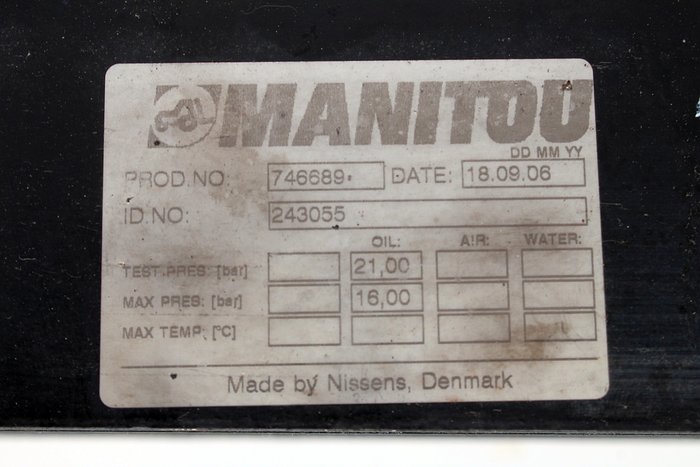 MANITOU
DD MM YY
PROD.NO: 746689. DATE: 18.09.06
ID.NO: 243055
OIL: AIR: WATER:
TEST.PRES. [bar] 21,00
MAX PRES: [bar] 16,00
MAX TEMP. [°C]
Made by Nissens, Denmark